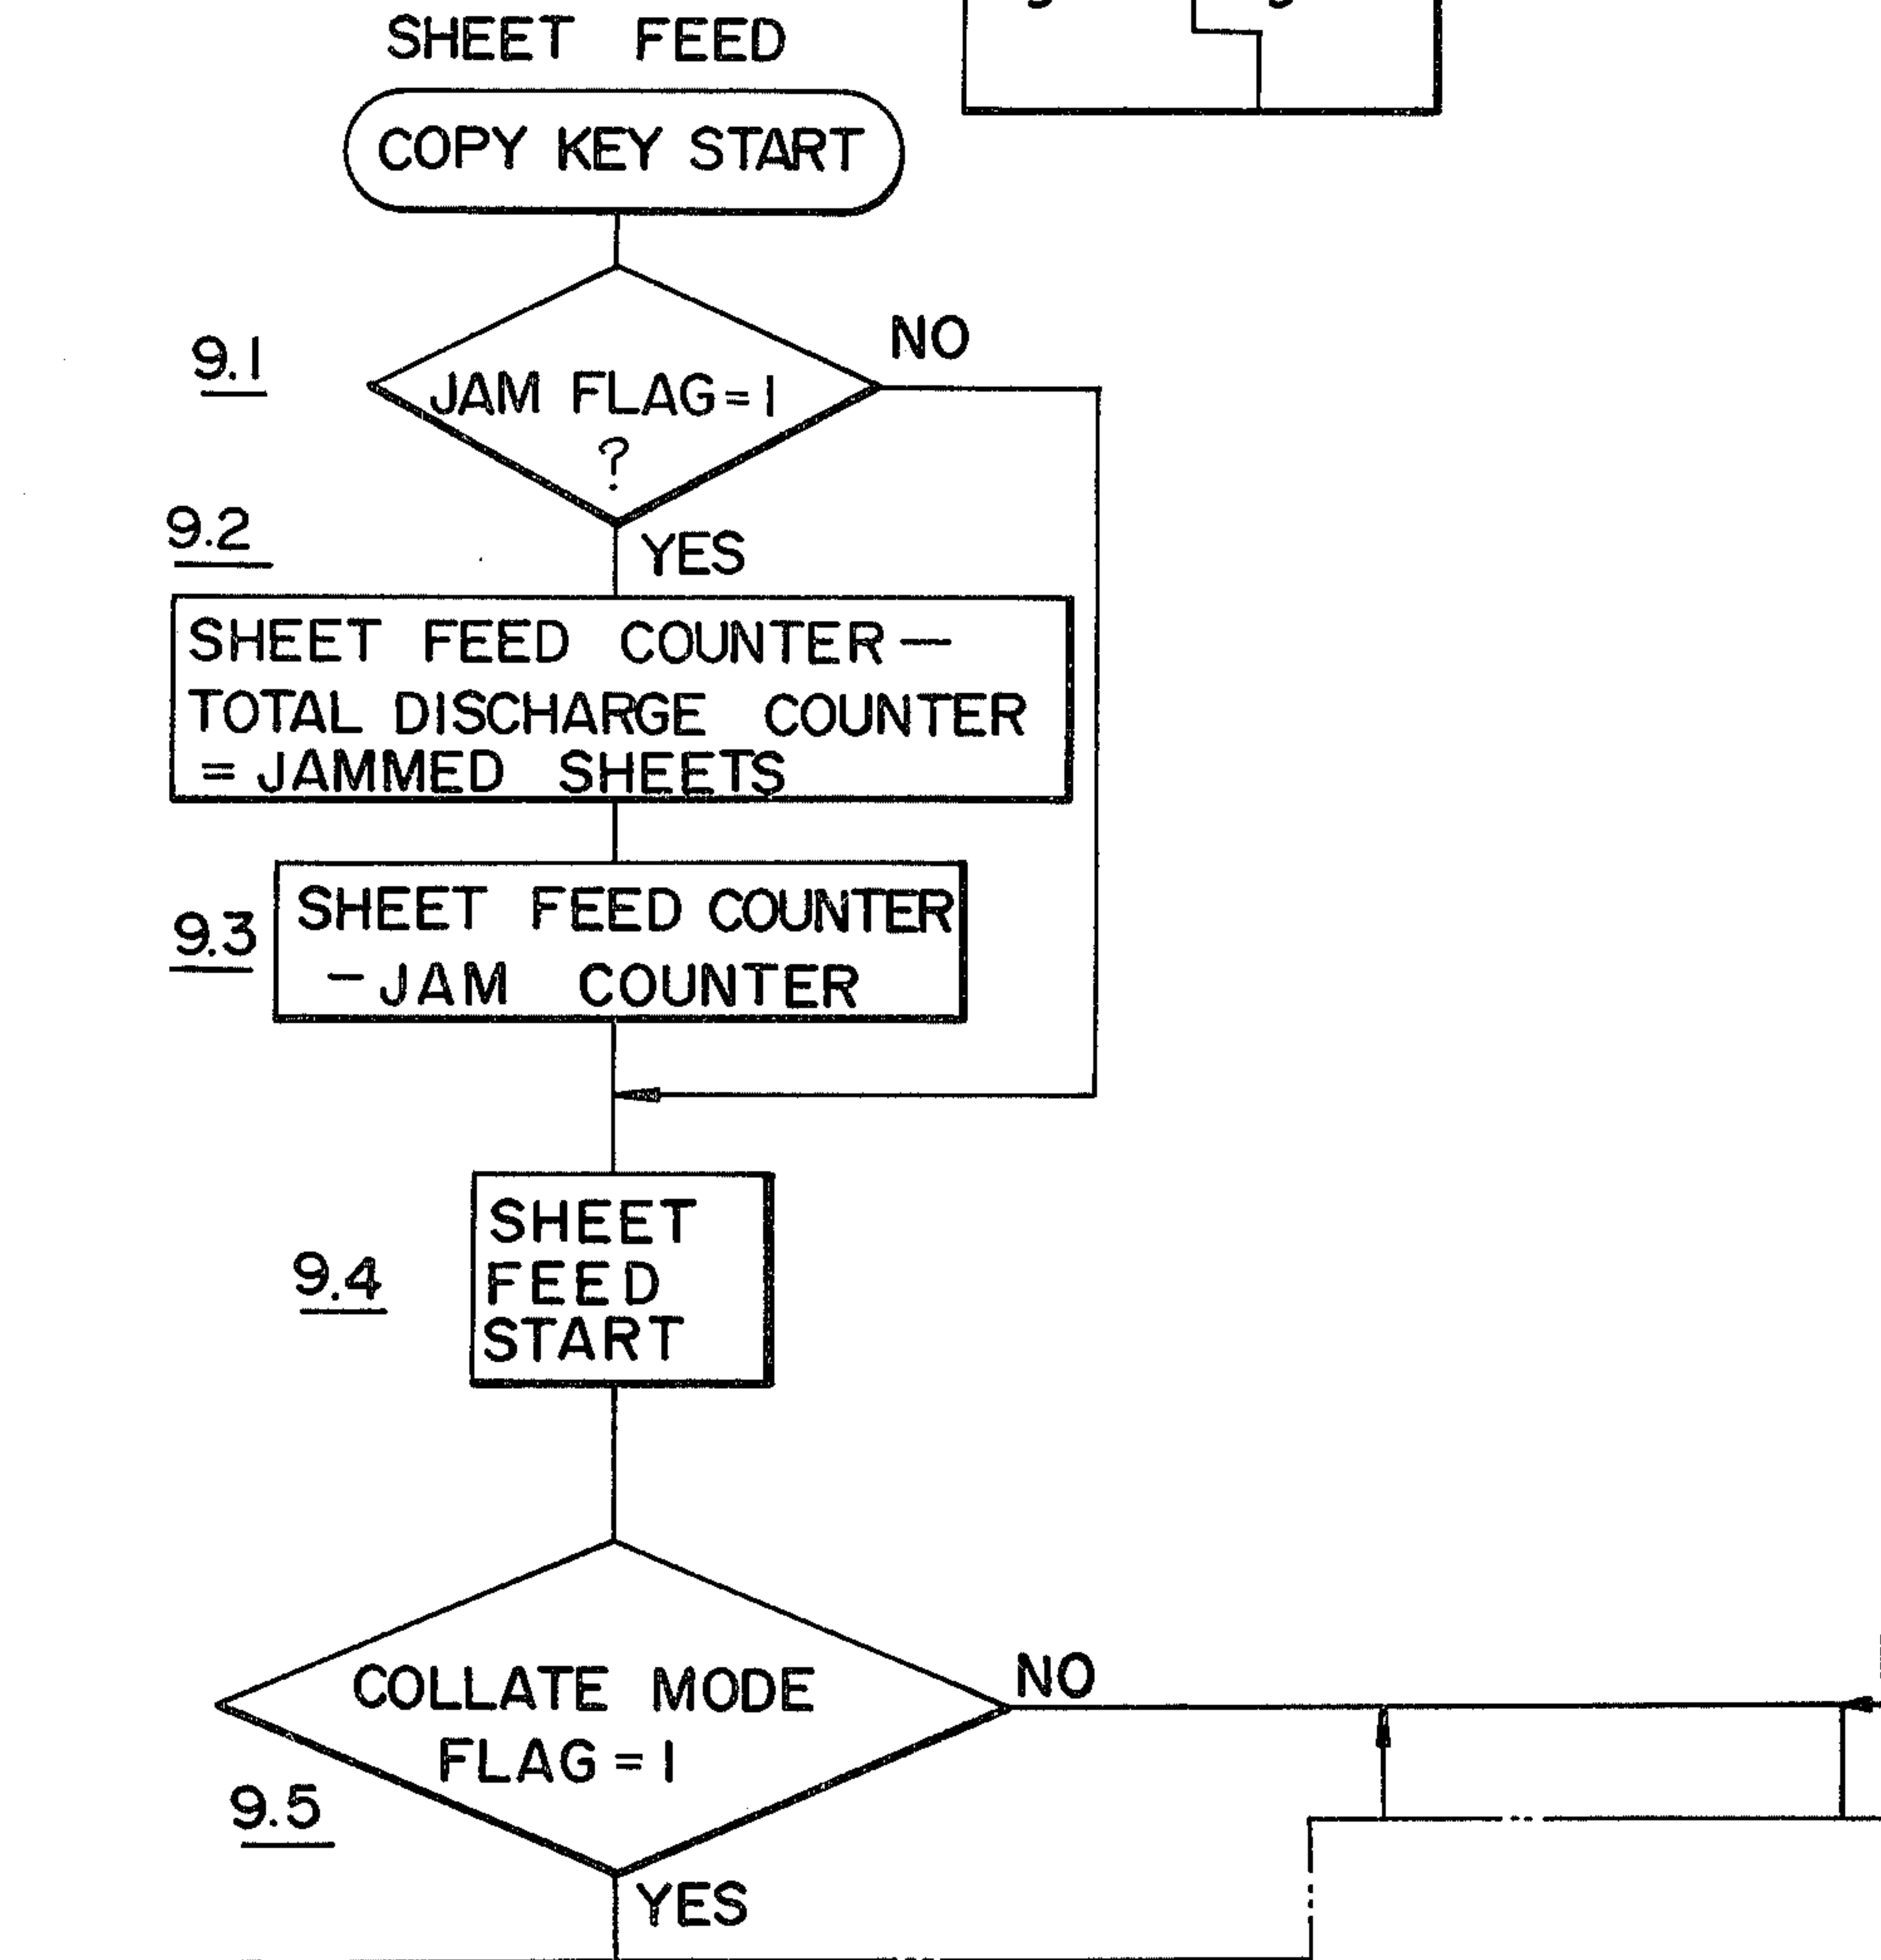 SHEET FEED
COPY KEY START
9.1
JAM FLAG=1
?
NO
YES
9.2
SHEET FEED COUNTER—
TOTAL DISCHARGE COUNTER
= JAMMED SHEETS
9.3
SHEET FEED COUNTER
-JAM COUNTER
9.4
SHEET
FEED
START
COLLATE MODE
FLAG=1
NO
9.5
YES